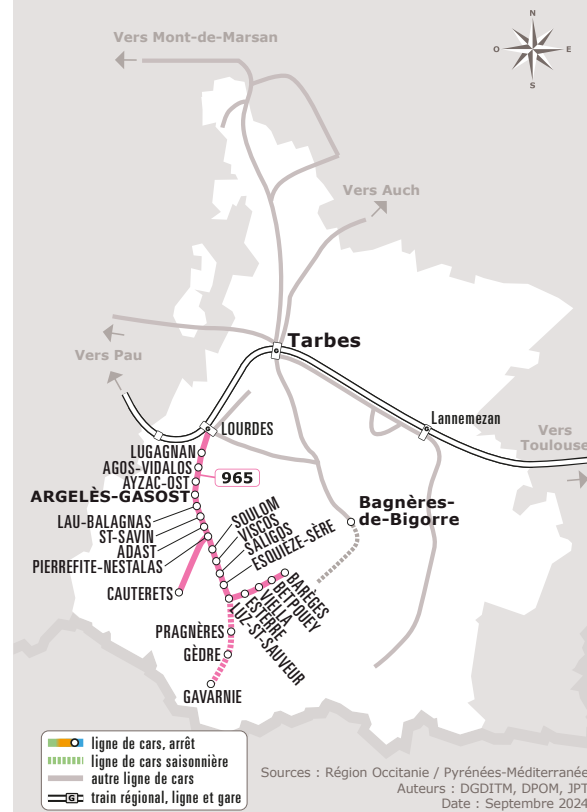 N
O
E
S
Vers Mont-de-Marsan
Vers Auch
Tarbes
Vers Pau
Lannemezan
Vers
Toulouse
LOURDES
LUGAGNAN
AGOS-VIDALOS
965
AYZAC-OST
ARGELÈS-GASOST
Bagnères-
de-Bigorre
LAU-BALAGNAS
ST-SAVIN
ADAST
PIERREFITE-NESTALAS
SOULOM
VISCOS
SALIGOS
ESQUIÈZE-SÈRE
CAUTERETS
BARÈGES
BETPOUEY
VIELLA
ESTERRE
LUZ-ST-SAUVEUR
PRAGNÈRES
GÈDRE
GAVARNIE
ligne de cars, arrêt
ligne de cars saisonnière
autre ligne de cars
G
train régional, ligne et gare
Sources : Région Occitanie / Pyrénées-Méditerranée
Auteurs : DGDITM, DPOM, JPT
Date : Septembre 2024